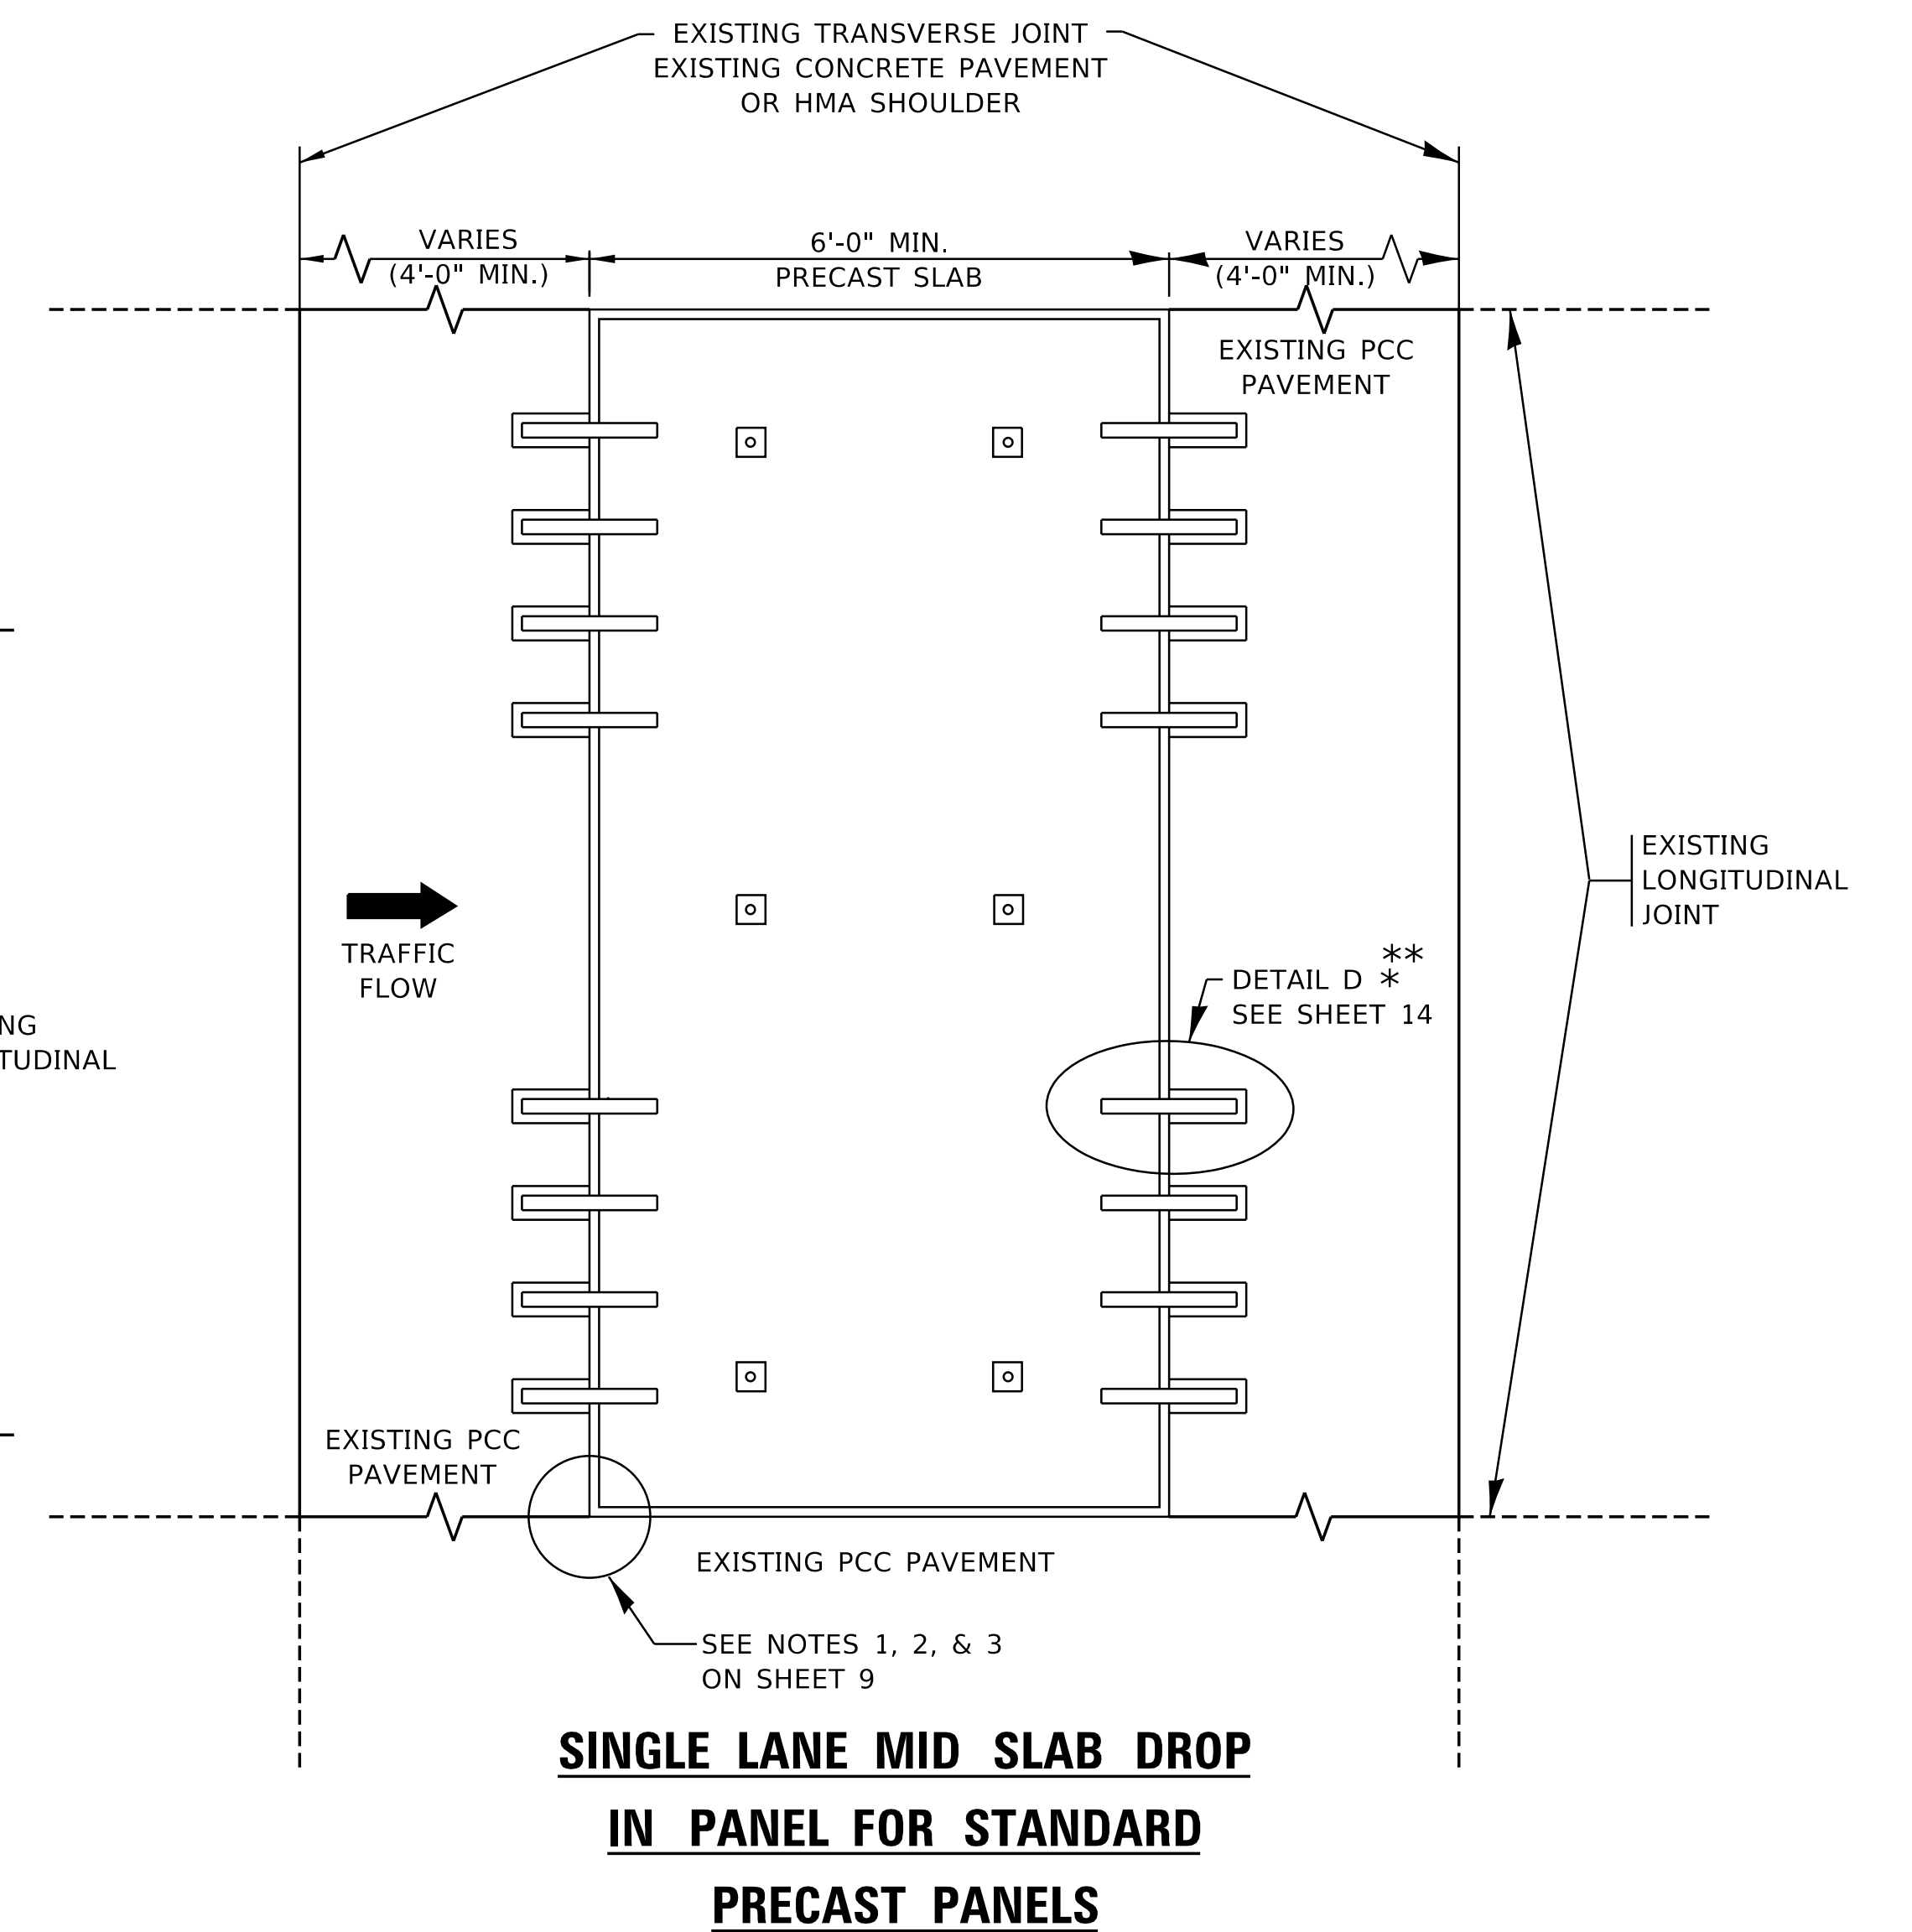 EXISTING TRANSVERSE JOINT
EXISTING CONCRETE PAVEMENT
OR HMA SHOULDER
VARIES
(4'-0" MIN.)
6'-0" MIN.
PRECAST SLAB
VARIES
(4'-0" MIN.)
EXISTING PCC
PAVEMENT
EXISTING
LONGITUDINAL
JOINT
TRAFFIC
FLOW
**
DETAIL D *
SEE SHEET 14
NG
TUDINAL
EXISTING PCC
PAVEMENT
EXISTING PCC PAVEMENT
SEE NOTES 1, 2, & 3
ON SHEET 9
SINGLE LANE MID SLAB DROP
IN PANEL FOR STANDARD
PRECAST PANELS